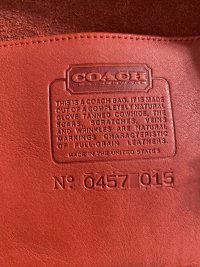 COACH
THIS IS A COACH BAG. IT IS MADE
OUT OF A COMPLETELY NATURAL
GLOVE TANNED COWHIDE, THE
SCARS, SCRATCHES, VEINS
AND WRINKLES ARE NATURAL
MARKINGS CHARACTERISTIC
OF FULL-GRAIN LEATHERS.
MADE IN THE UNITED STATES
Nº 0457 015